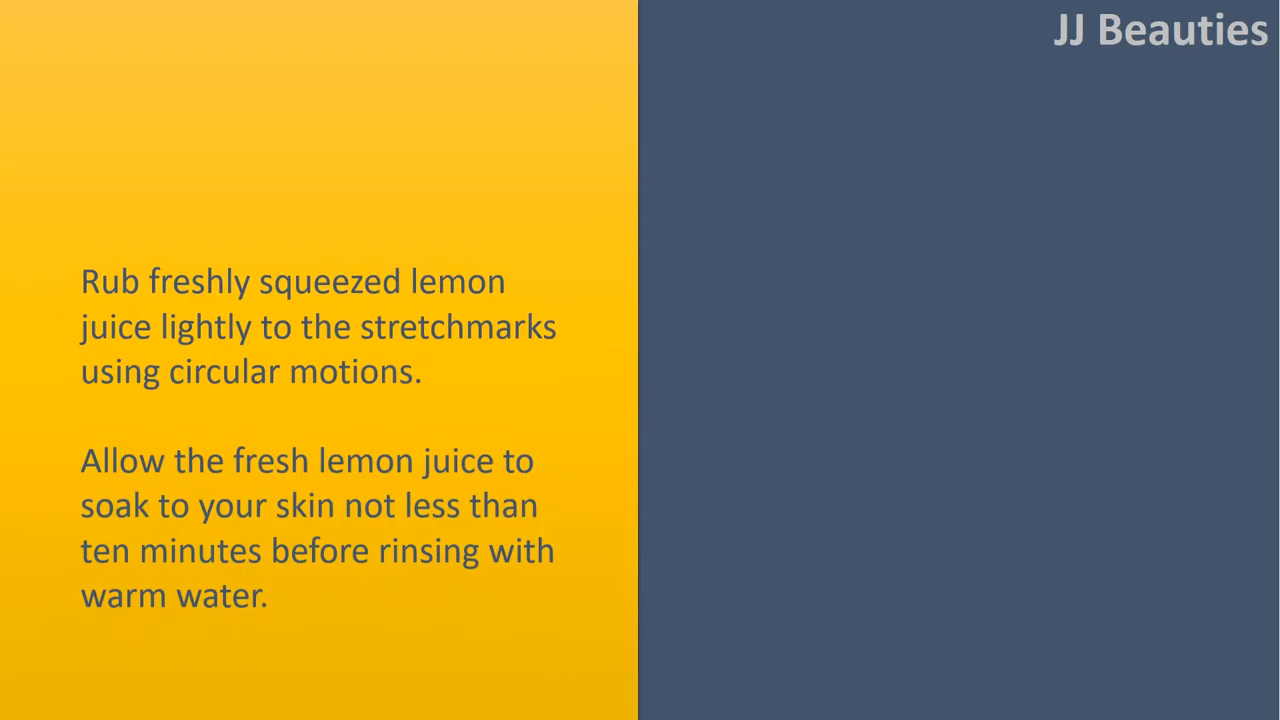 JJ Beauties
Rub freshly squeezed lemon
juice lightly to the stretchmarks
using circular motions.
Allow the fresh lemon juice to
soak to your skin not less than
ten minutes before rinsing with
warm water.